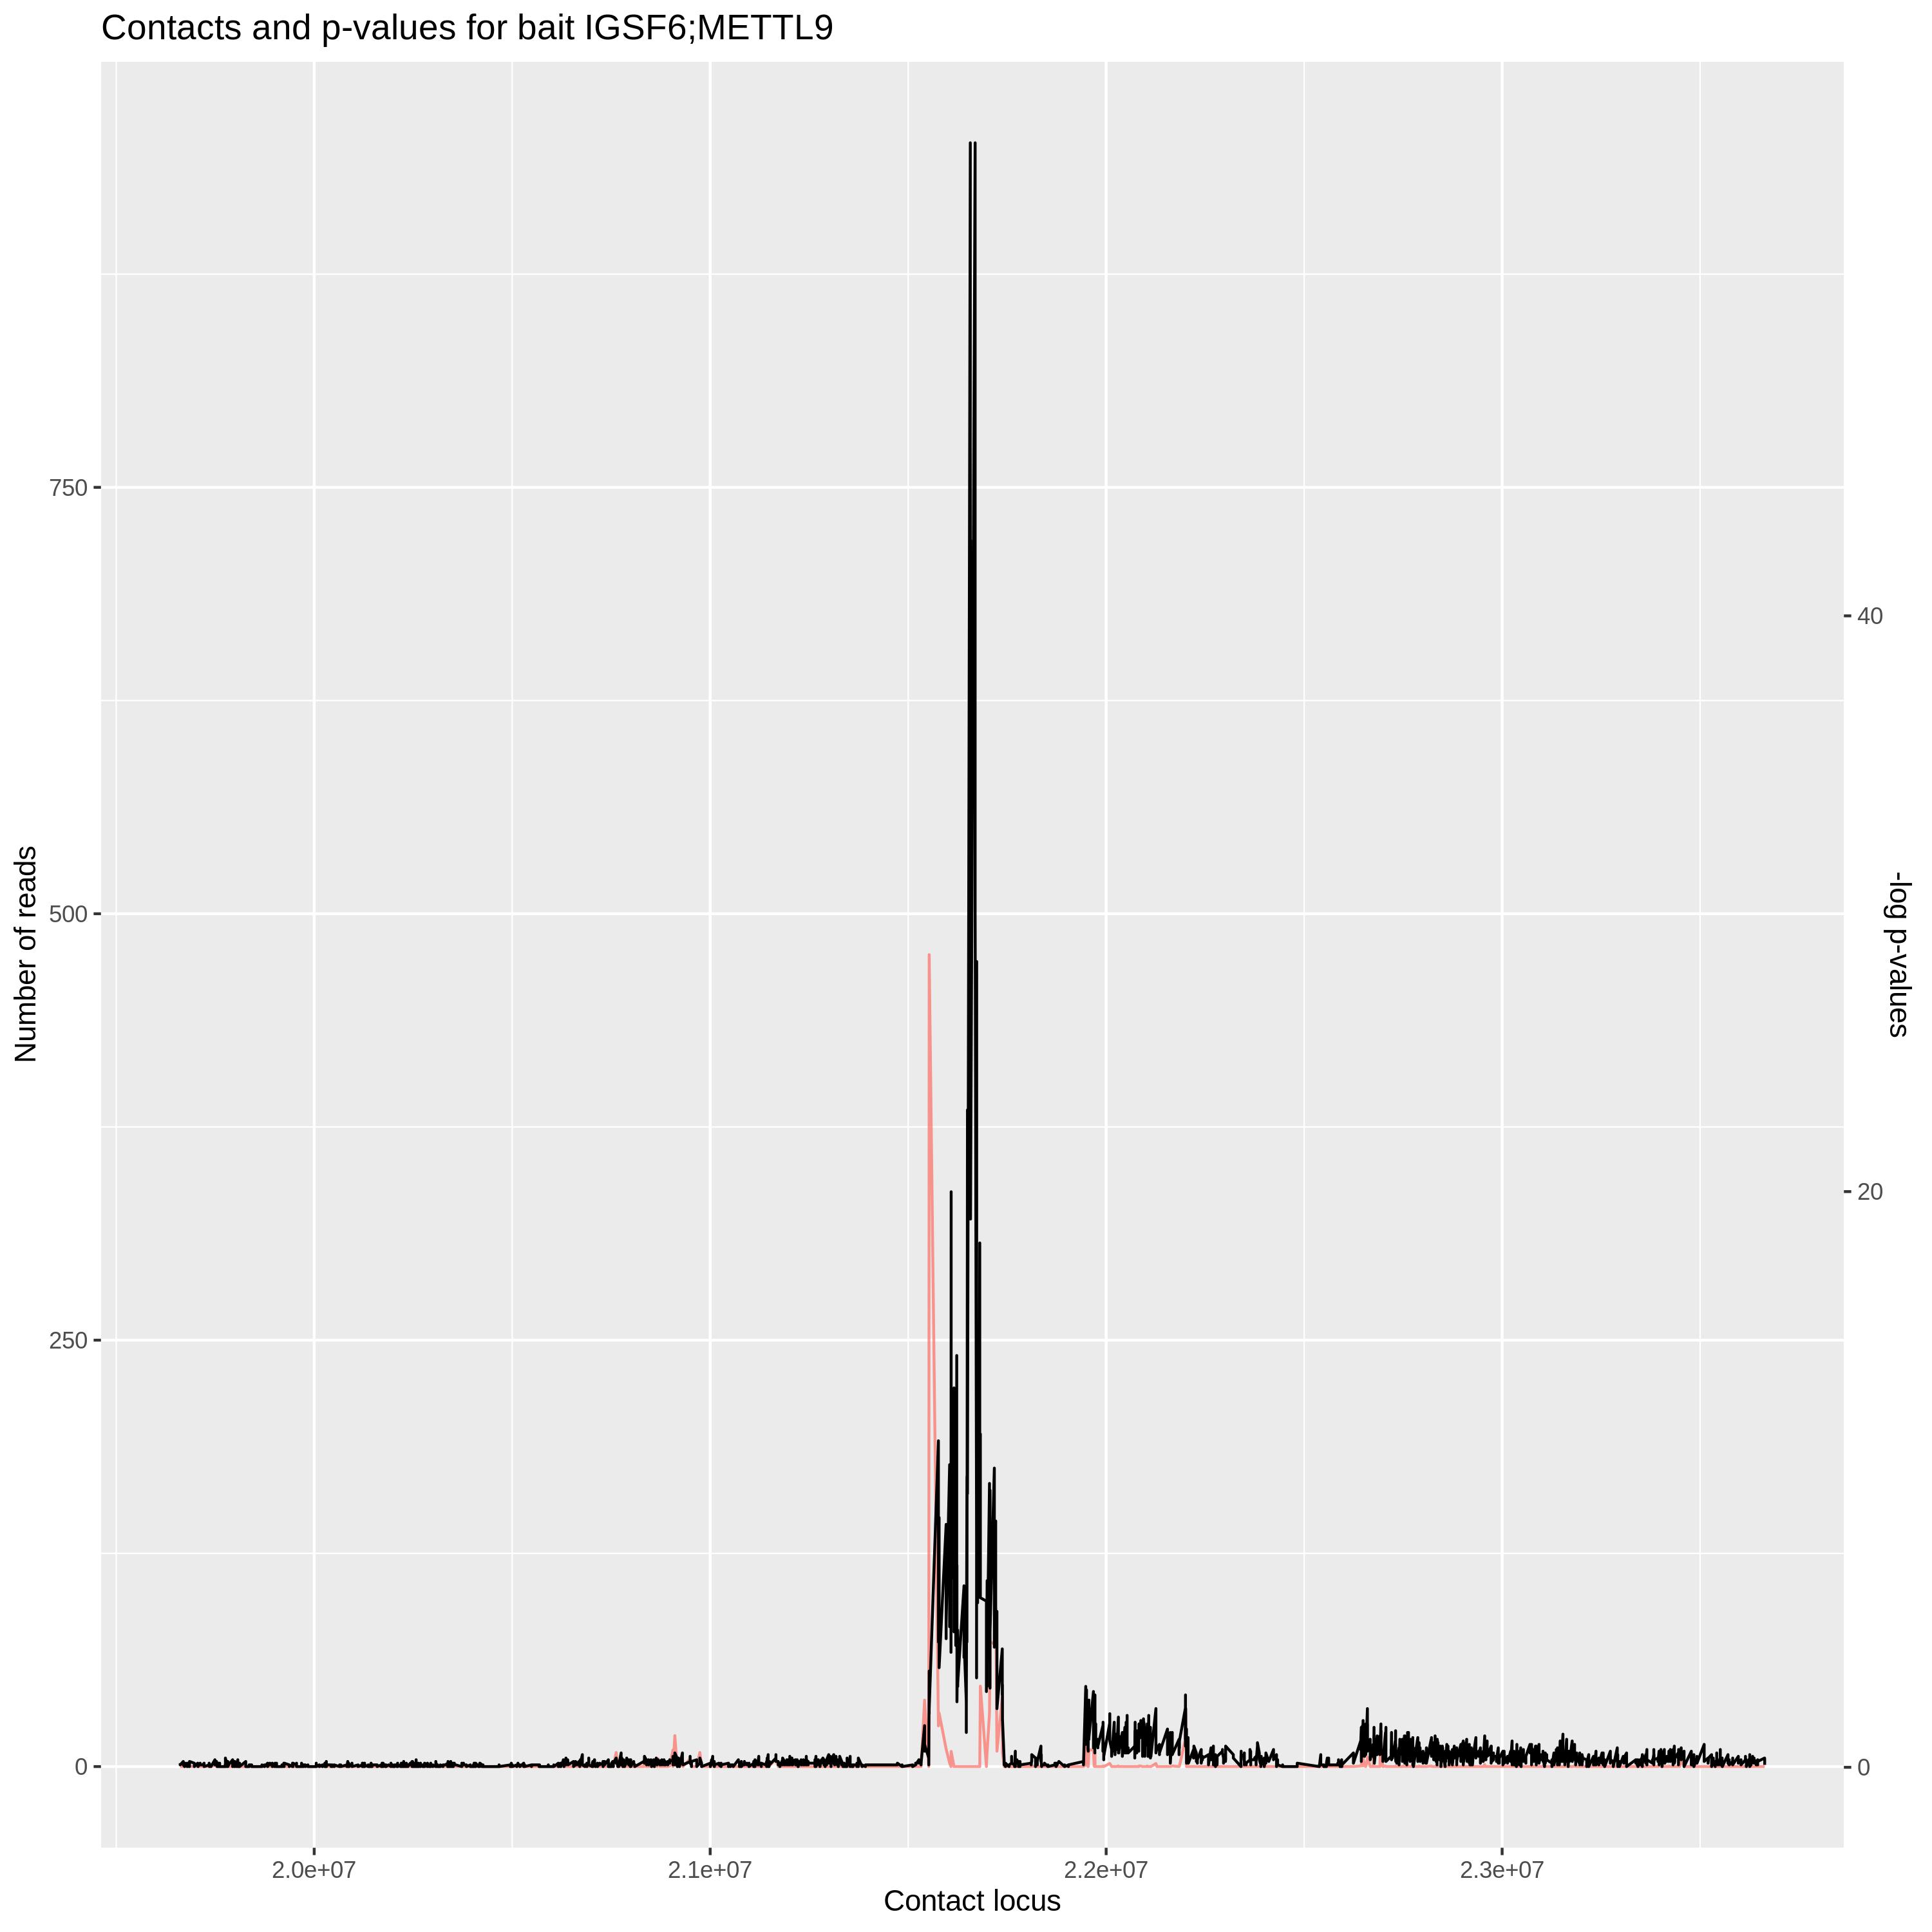 Contacts and p-values for bait IGSF6;METTL9
Number of reads
750
500
250
0
40
20
0
-log p-values
2.0e+07
2.1e+07
2.2e+07
2.3e+07
Contact locus